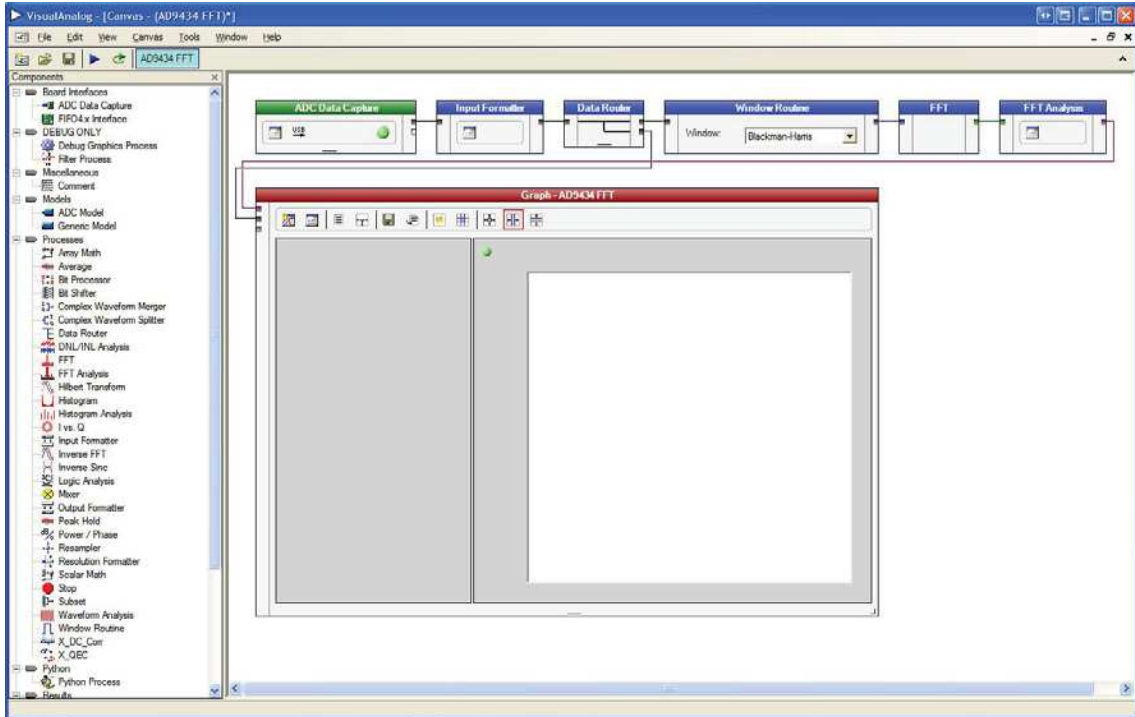 VisualAnalog - [Canvas - (AD9434 FFT)*]
File Edit View Canvas Tools Window Help
AD9434 FFT
Components
Board Interfaces
ADC Data Capture
FIFO4.x Interface
DEBUG ONLY
Debug Graphics Process
Filter Process
Miscellaneous
Comment
Models
ADC Model
Generic Model
Processes
Array Math
Average
Bit Processor
Bit Shifter
Complex Waveform Merger
Complex Waveform Splitter
Data Router
DNL/INL Analysis
FFT
FFT Analysis
Hilbert Transform
Histogram
Histogram Analysis
I vs. Q
Input Formatter
Inverse FFT
Inverse Sinc
Logic Analysis
Mixer
Output Formatter
Peak Hold
Power / Phase
Resampler
Resolution Formatter
Scalar Math
Stop
Subset
Waveform Analysis
Window Routine
X_DC_Corr
X_QEC
Python
Python Process
Results
ADC Data Capture
USB
Input Formatter
Data Router
Window Routine
Window: Blackman-Harris
FFT
FFT Analysis
Graph - AD9434 FFT